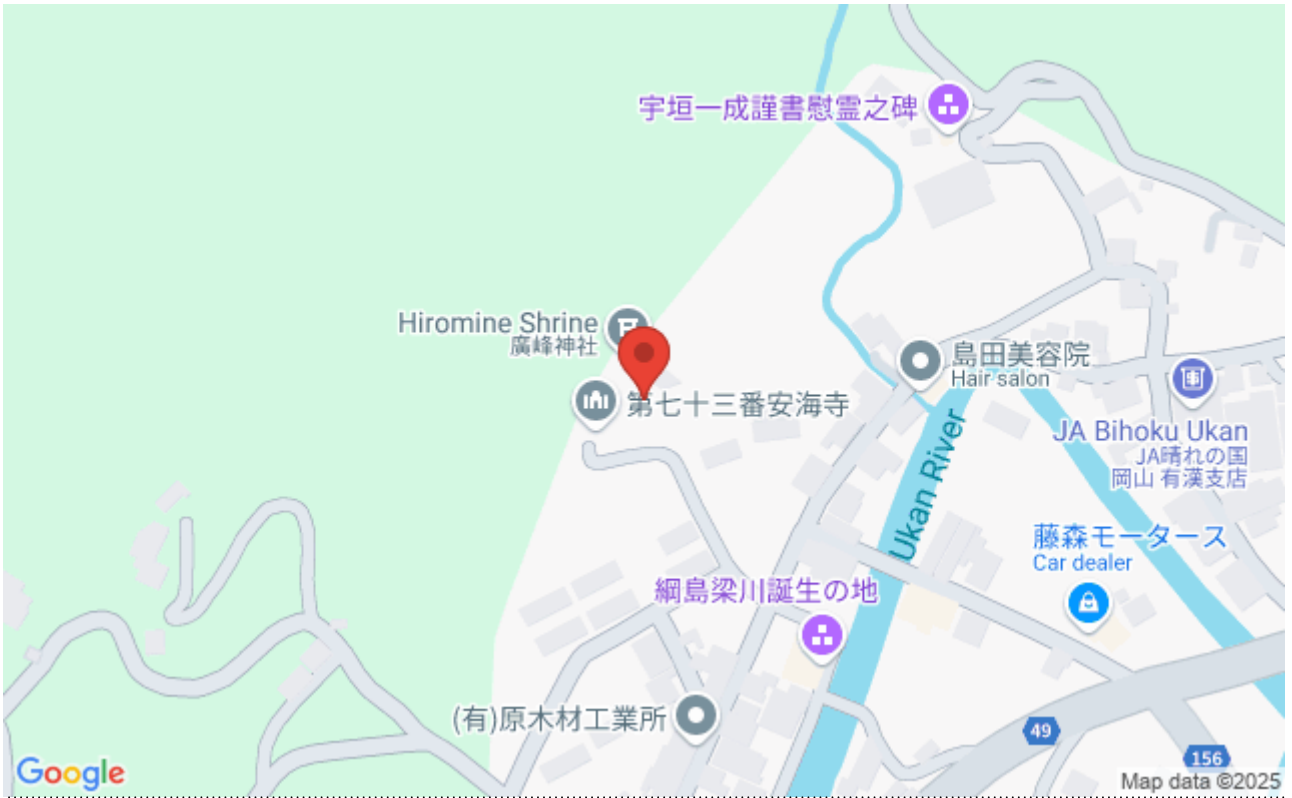 宇垣一成謹書慰霊之碑
Hiromine Shrine
廣峰神社
島田美容院
Hair salon
第七十三番安海寺
Ukan River
JA Bihoku Ukan
JA晴れの国
岡山 有漢支店
藤森モータース
Car dealer
綱島梁川誕生の地
(有)原木材工業所
49
156
Google
Map data ©2025